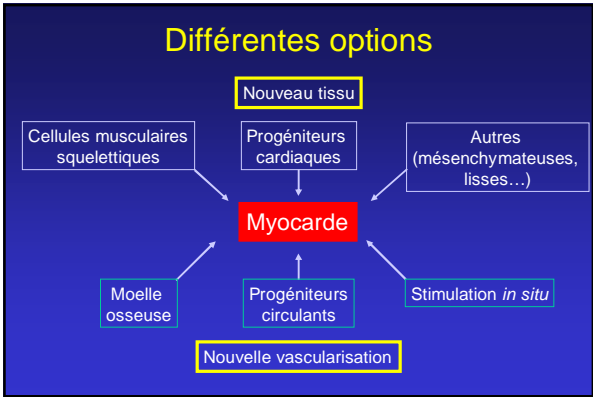 Différentes options
Nouveau tissu
Cellules musculaires
squelettiques
Progéniteurs
cardiaques
Autres
(mésenchymateuses,
lisses…)
Myocarde
Moelle
osseuse
Progéniteurs
circulants
Stimulation in situ
Nouvelle vascularisation